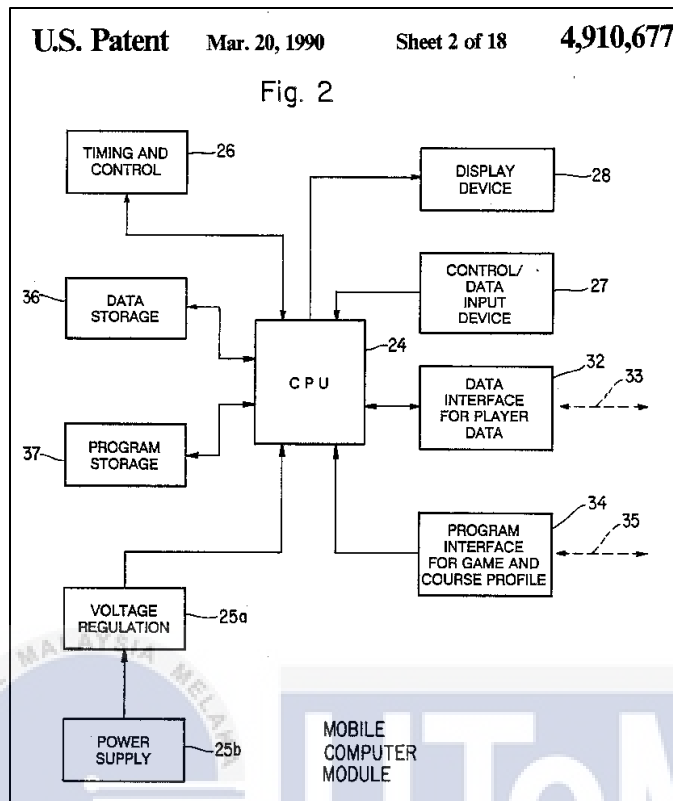 U.S. Patent Mar. 20, 1990 Sheet 2 of 18 4,910,677
Fig. 2
TIMING AND
CONTROL
26
DISPLAY
DEVICE
28
CONTROL/
DATA
INPUT
DEVICE
27
36
DATA
STORAGE
24
CPU
32
DATA
INTERFACE
FOR PLAYER
DATA
33
37
PROGRAM
STORAGE
34
PROGRAM
INTERFACE
FOR GAME AND
COURSE PROFILE
35
VOLTAGE
REGULATION
25a
POWER
SUPPLY
25b
MOBILE
COMPUTER
MODULE
MALAYSIA MELAKA
UTeM